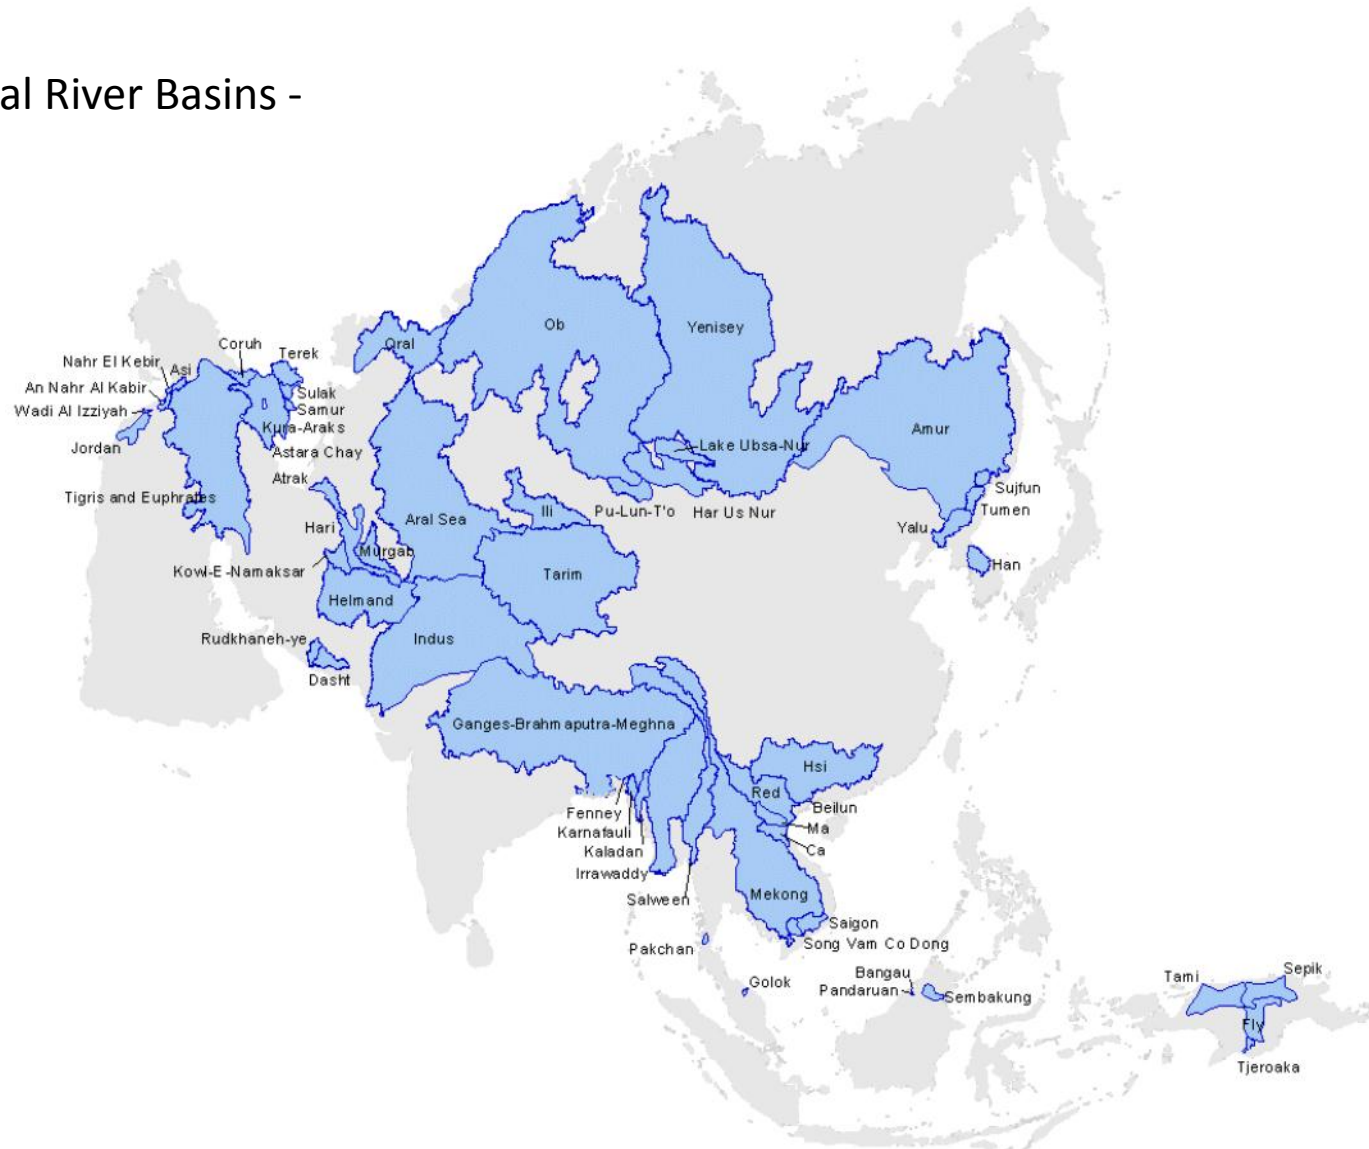 al River Basins -
Ob
Yenisey
Oral
Coruh
Terek
Nahr El Kebir
Asi
An Nahr Al Kabir
Wadi Al Izziyah
Sulak
Samur
Kura-Araks
Jordan
Astara Chay
Amur
Lake Ubsa-Nur
Atrak
Tigris and Euphrates
Sujfun
Tumen
Ili
Pu-Lun-T'o
Har Us Nur
Aral Sea
Hari
Yalu
Murgab
Han
Kowl-E-Namaksar
Tarim
Helmand
Rudkhaneh-ye
Indus
Dasht
Ganges-Brahmaputra-Meghna
Hsi
Red
Beilun
Fenney
Karnafauli
Ma
Kaladan
Ca
Irrawaddy
Salween
Mekong
Saigon
Song Vam Co Dong
Pakchan
Golok
Bangau
Pandaruan
Sembakung
Tami
Sepik
Fly
Tjeroaka